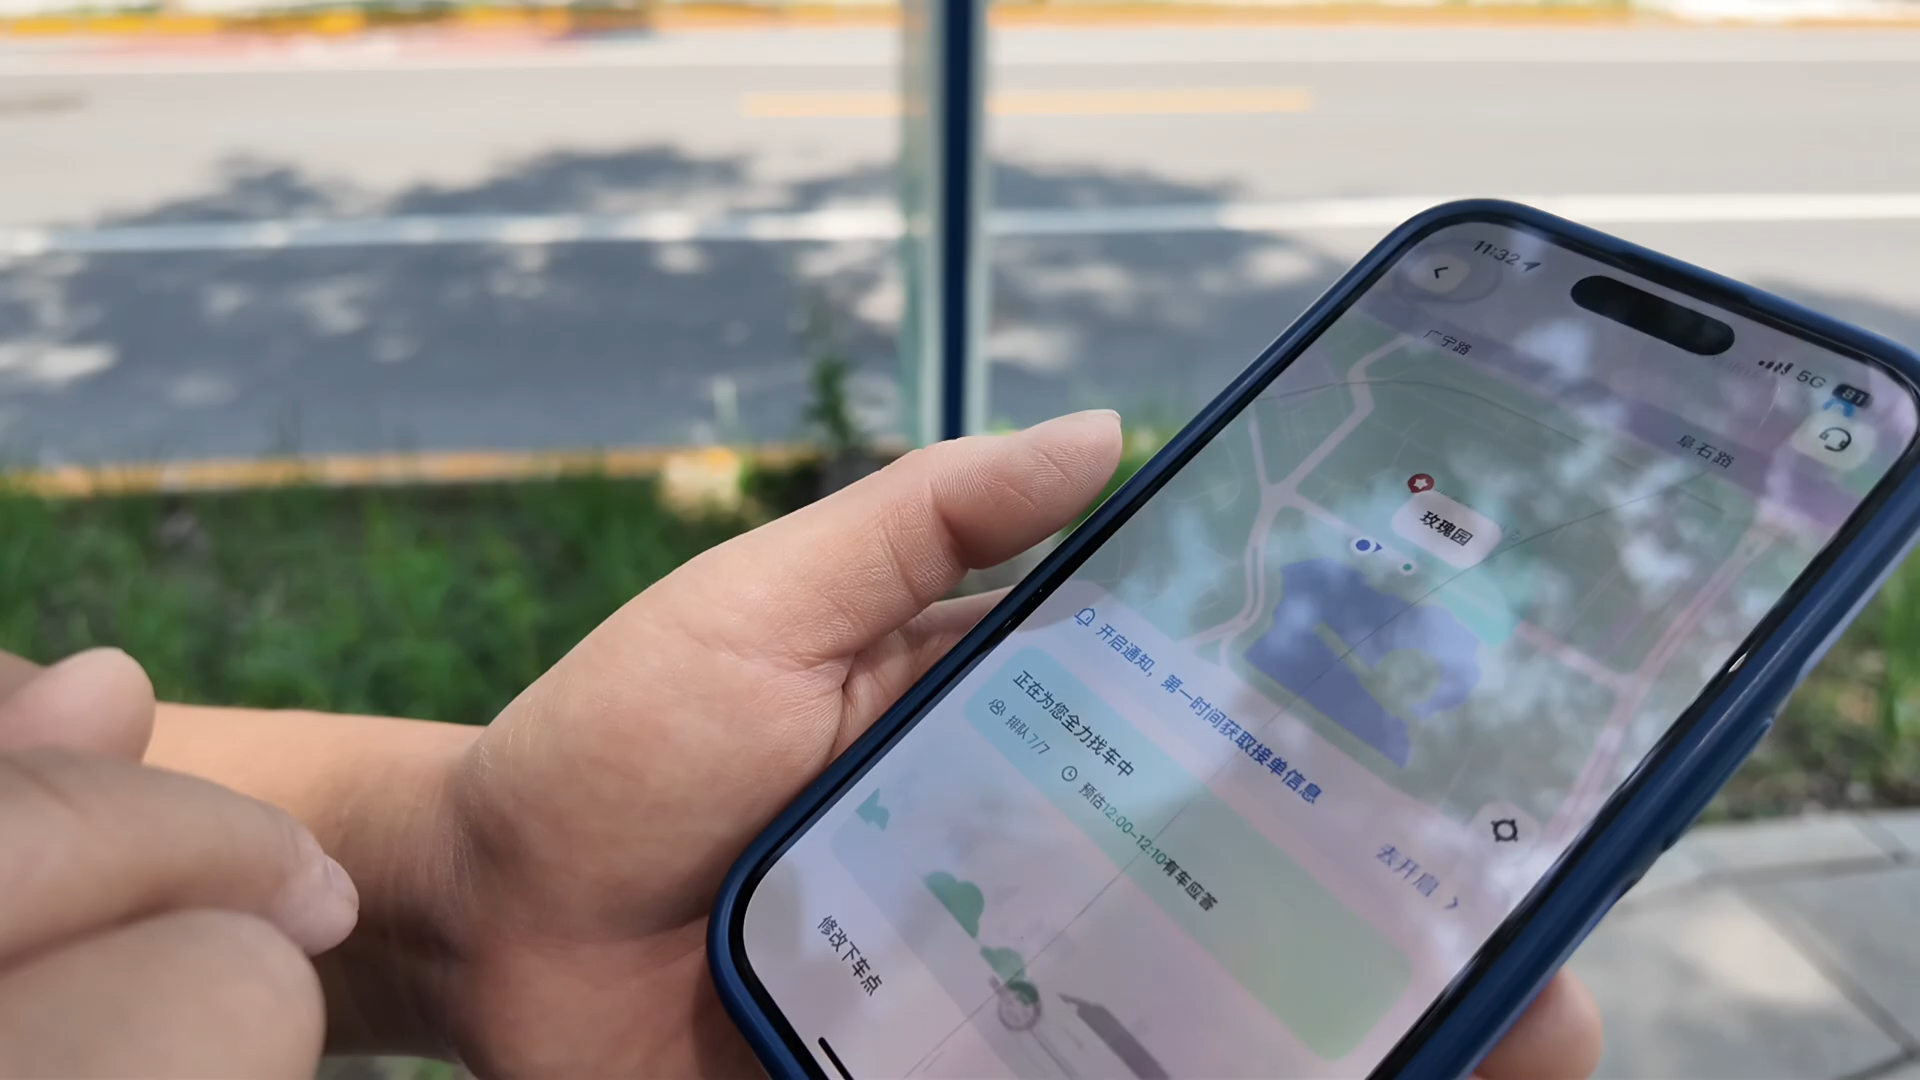 11:32
5G
81
广宁路
阜石路
玫瑰园
开启通知，第一时间获取接单信息
去开启 >
正在为您全力找车中
排队7/7 预估12:00-12:10有车应答
修改下车点